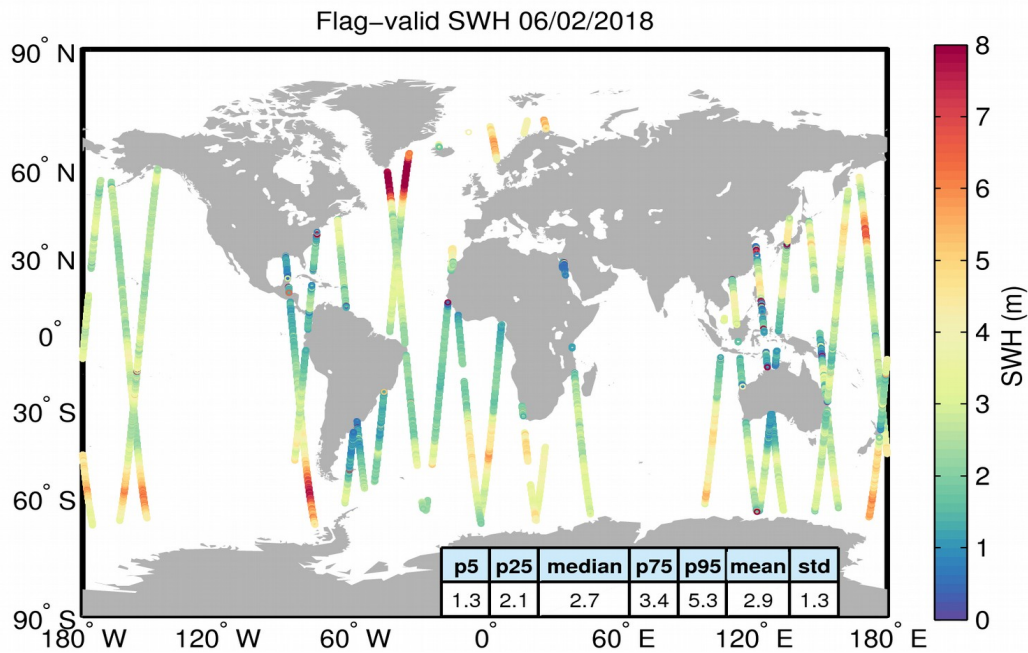 Flag−valid SWH 06/02/2018
90° N
60° N
30° N
0°
30° S
60° S
90° S
180° W
120° W
60° W
0°
60° E
120° E
180° E
p5 p25 median p75 p95 mean std
1.3 2.1 2.7 3.4 5.3 2.9 1.3
8
7
6
5
4
3
2
1
0
SWH (m)